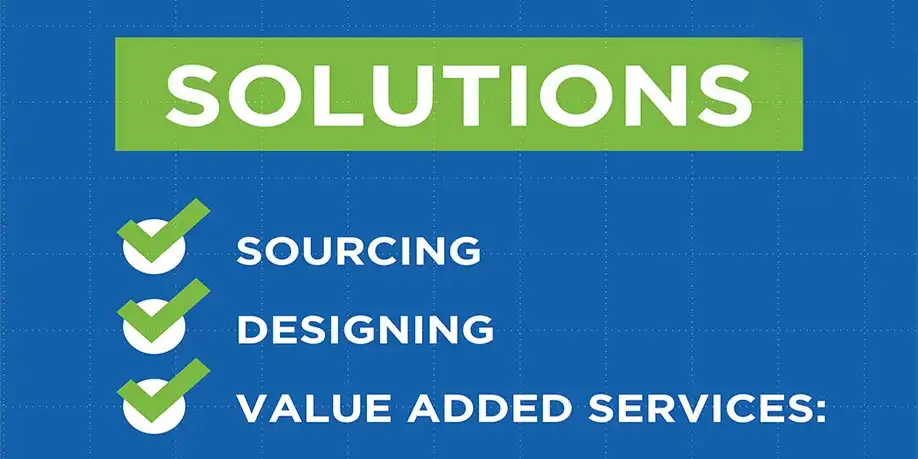 SOLUTIONS
SOURCING
DESIGNING
VALUE ADDED SERVICES: